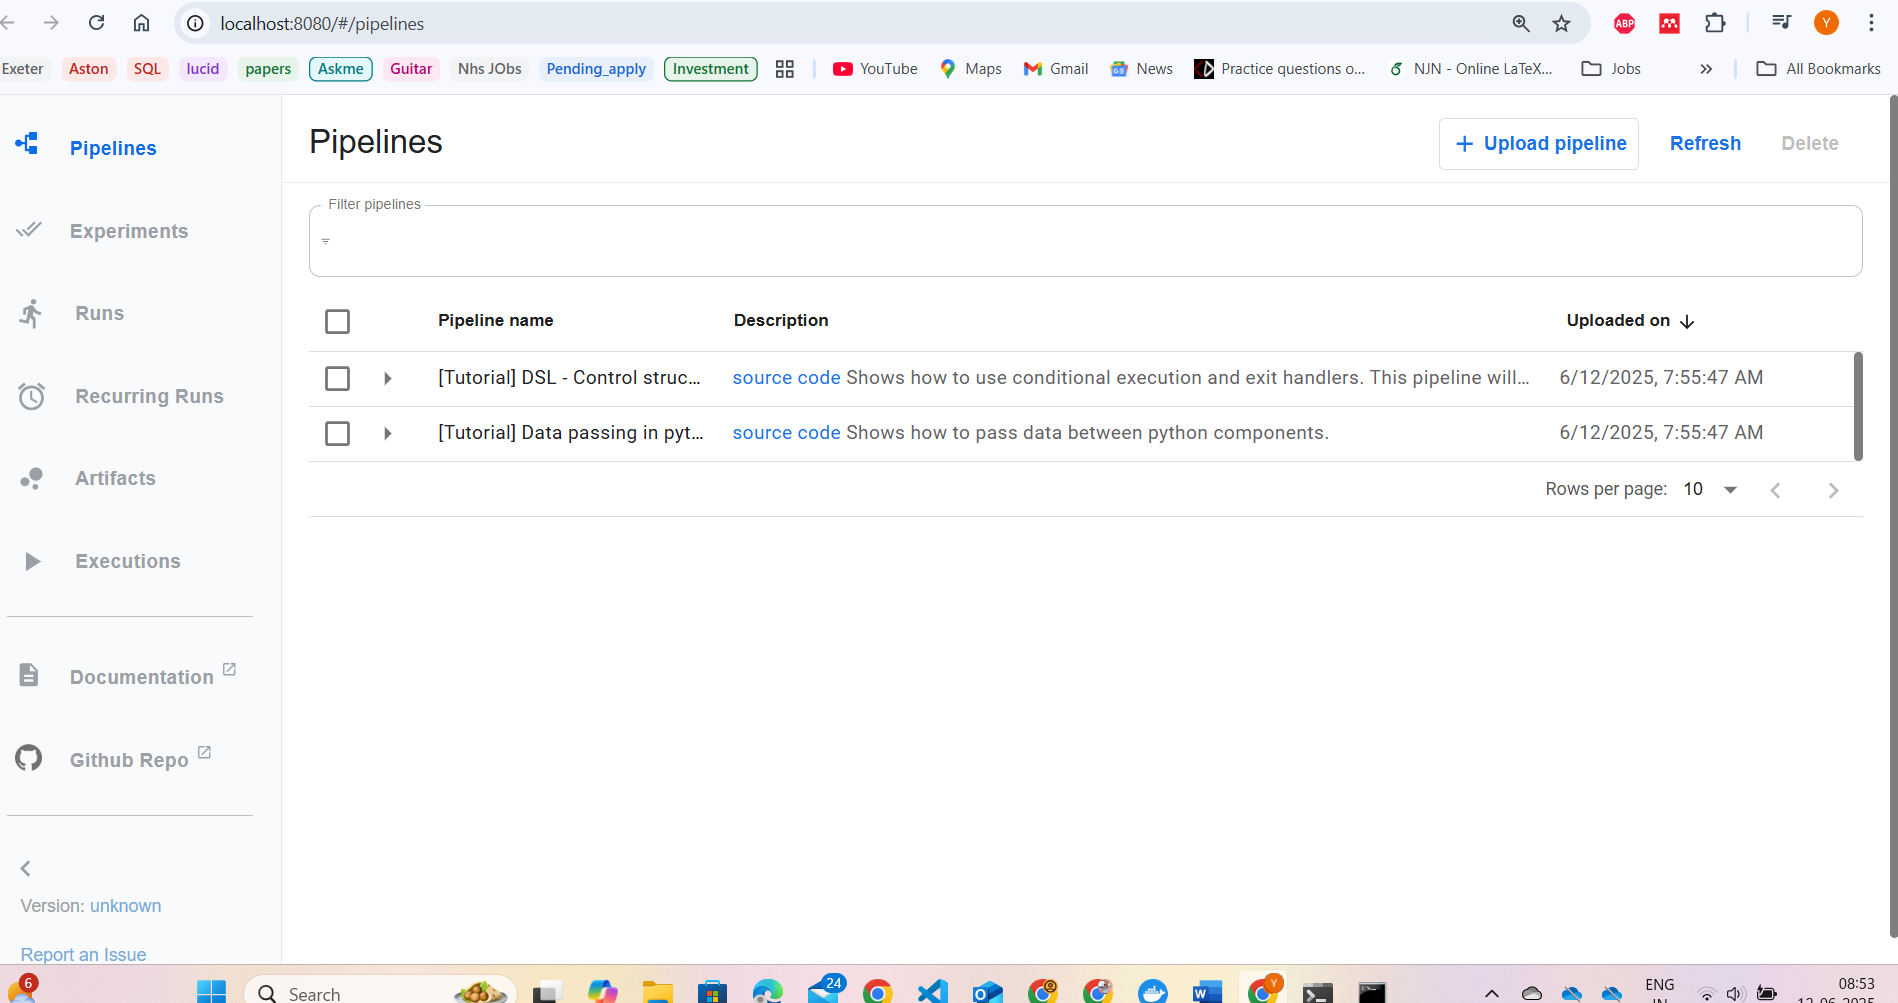 localhost:8080/#/pipelines
ABP
Y
Exeter Aston SQL lucid papers Askme Guitar Nhs JObs Pending_apply Investment YouTube Maps Gmail News Practice questions o... NJN - Online LaTeX... Jobs » All Bookmarks
Pipelines
Experiments
Runs
Recurring Runs
Artifacts
Executions
Documentation
Github Repo
Version: unknown
Report an Issue
Pipelines
+ Upload pipeline Refresh Delete
Filter pipelines
Pipeline name Description Uploaded on
[Tutorial] DSL - Control struc... source code Shows how to use conditional execution and exit handlers. This pipeline will... 6/12/2025, 7:55:47 AM
[Tutorial] Data passing in pyt... source code Shows how to pass data between python components. 6/12/2025, 7:55:47 AM
Rows per page: 10
6
Search
24
Y
ENG
IN
08:53
12-06-2025